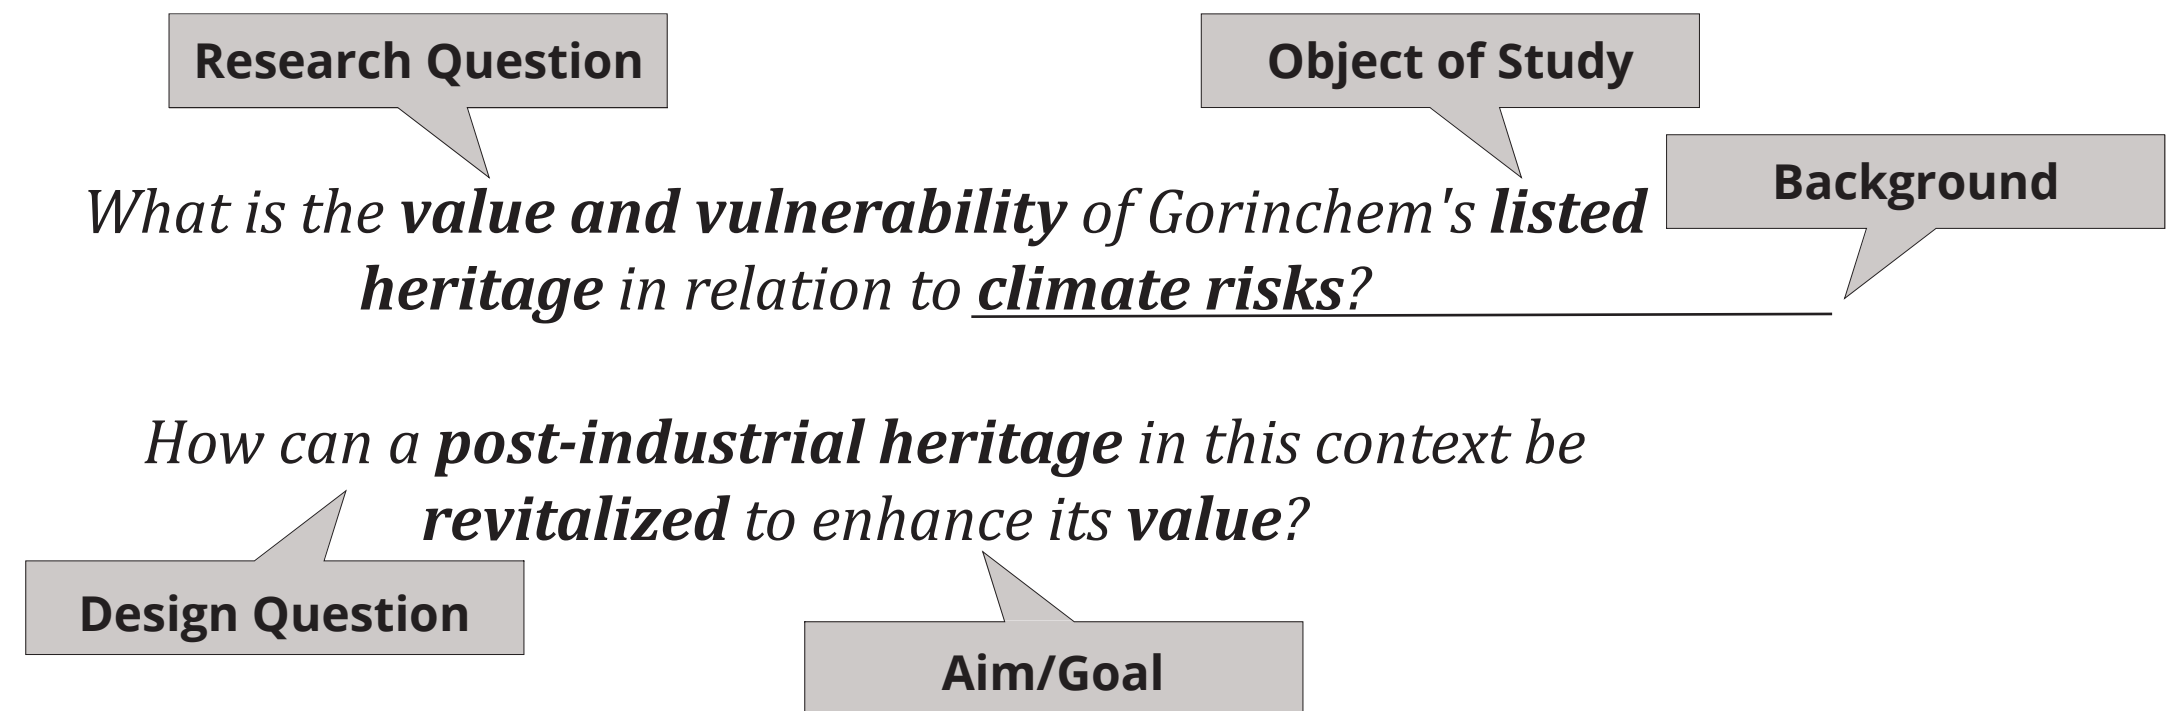 Research Question
Object of Study
Background
What is the value and vulnerability of Gorinchem's listed
heritage in relation to climate risks?
How can a post-industrial heritage in this context be
revitalized to enhance its value?
Design Question
Aim/Goal